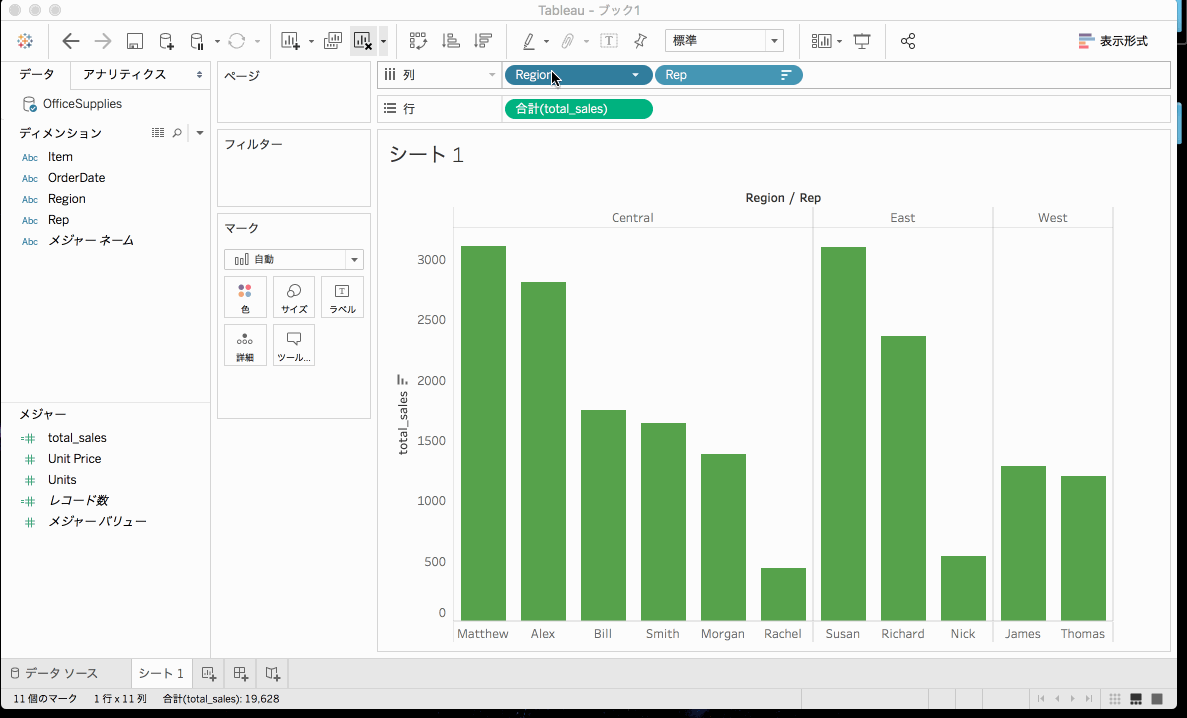 Tableau - ブック1
標準
表示形式
データ
アナリティクス
OfficeSupplies
ディメンション
Abc Item
Abc OrderDate
Abc Region
Abc Rep
Abc メジャー ネーム
メジャー
total_sales
Unit Price
Units
レコード数
メジャー バリュー
ページ
フィルター
マーク
自動
色
サイズ
ラベル
詳細
ツール...
列
Region
Rep
行
合計(total_sales)
シート 1
Region / Rep
Central
East
West
3000
2500
2000
1500
1000
500
0
total_sales
Matthew
Alex
Bill
Smith
Morgan
Rachel
Susan
Richard
Nick
James
Thomas
データ ソース
シート 1
11 個のマーク
1 行 x 11 列
合計(total_sales): 19,628